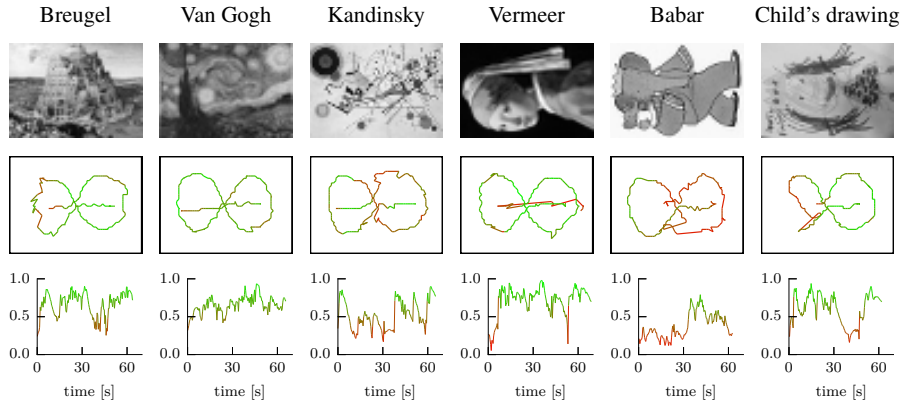 Breugel Van Gogh Kandinsky Vermeer Babar Child's drawing
1.0 1.0 1.0 1.0 1.0 1.0
0.5 0.5 0.5 0.5 0.5 0.5
0.0 0.0 0.0 0.0 0.0 0.0
0 30 60 0 30 60 0 30 60 0 30 60 0 30 60 0 30 60
time [s] time [s] time [s] time [s] time [s] time [s]